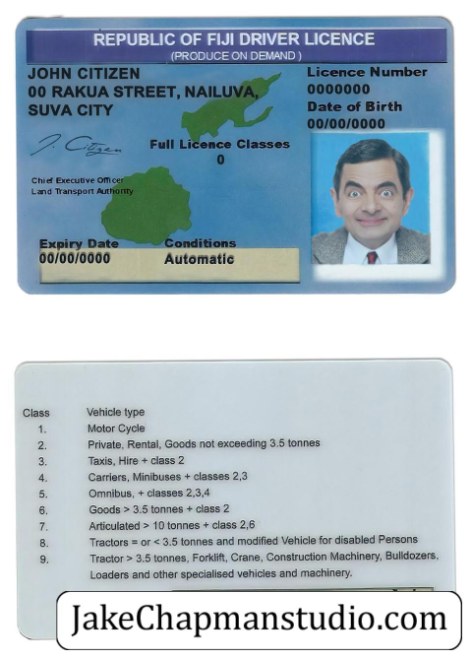 REPUBLIC OF FIJI DRIVER LICENCE
(PRODUCE ON DEMAND )
JOHN CITIZEN
00 RAKUA STREET, NAILUVA,
SUVA CITY
Licence Number
0000000
Date of Birth
00/00/0000
J. Citizen
Full Licence Classes
0
Chief Executive Officer
Land Transport Authority
Expiry Date
00/00/0000
Conditions
Automatic
Class Vehicle type
1. Motor Cycle
2. Private, Rental, Goods not exceeding 3.5 tonnes
3. Taxis, Hire + class 2
4. Carriers, Minibuses + classes 2,3
5. Omnibus, + classes 2,3,4
6. Goods > 3.5 tonnes + class 2
7. Articulated > 10 tonnes + class 2,6
8. Tractors = or < 3.5 tonnes and modified Vehicle for disabled Persons
9. Tractor > 3.5 tonnes, Forklift, Crane, Construction Machinery, Bulldozers,
Loaders and other specialised vehicles and machinery.
JakeChapmanstudio.com